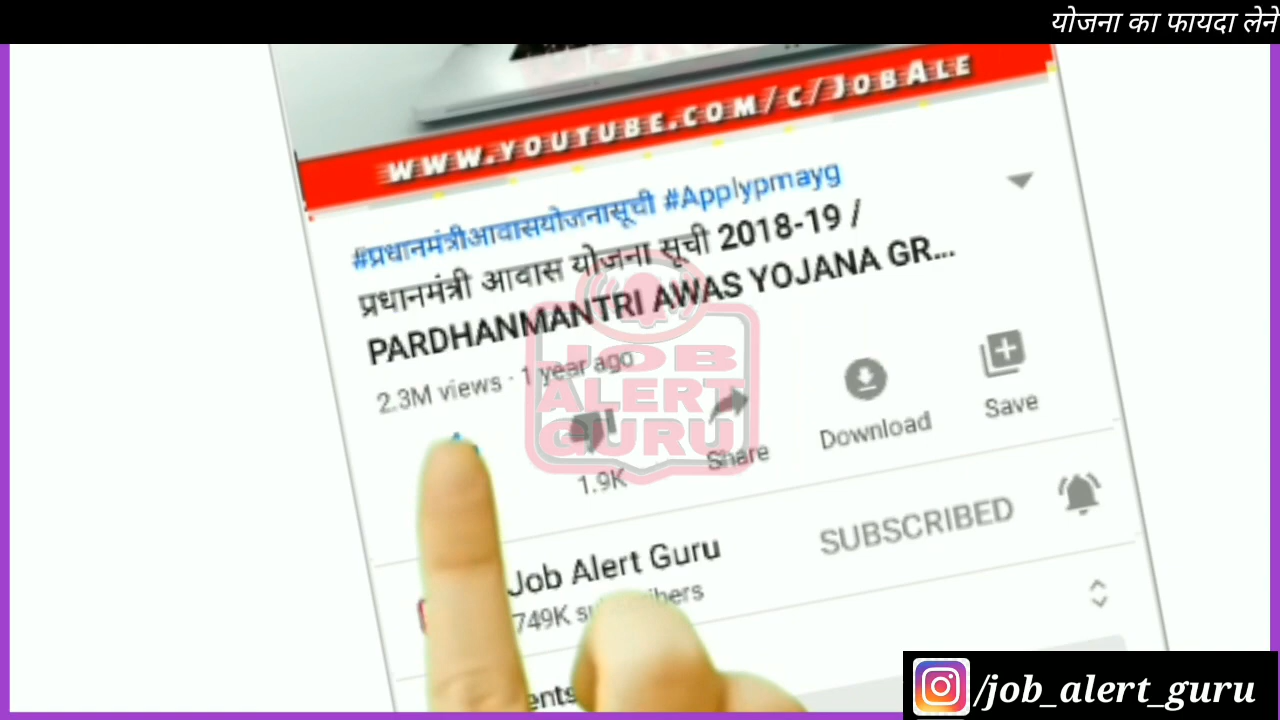 योजना का फायदा लेने
WWW.YOUTUBE.COM/C/JOBALE
#प्रधानमंत्रीआवासयोजनासूची #Applypmayg
प्रधानमंत्री आवास योजना सूची 2018-19 /
PARDHANMANTRI AWAS YOJANA GR...
2.3M views · 1 year ago
JOB
ALERT
GURU
1.9K
Share
Download
Save
Job Alert Guru
749K
SUBSCRIBED
/job_alert_guru